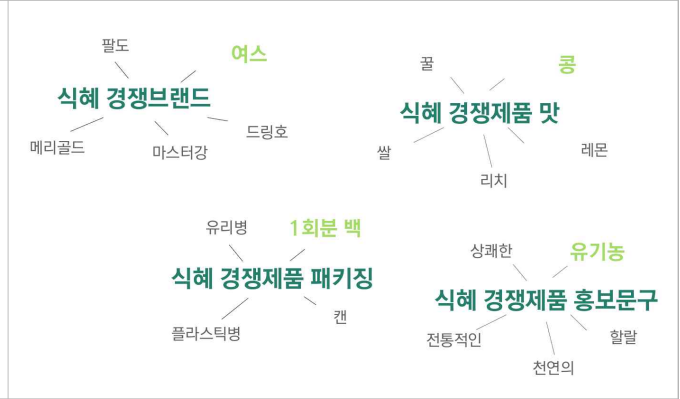 팔도
여스
식혜 경쟁브랜드
메리골드
마스터강
드링호
꿀
콩
식혜 경쟁제품 맛
쌀
리치
레몬
유리병
1회분 백
식혜 경쟁제품 패키징
플라스틱병
캔
상쾌한
유기농
식혜 경쟁제품 홍보문구
전통적인
천연의
할랄